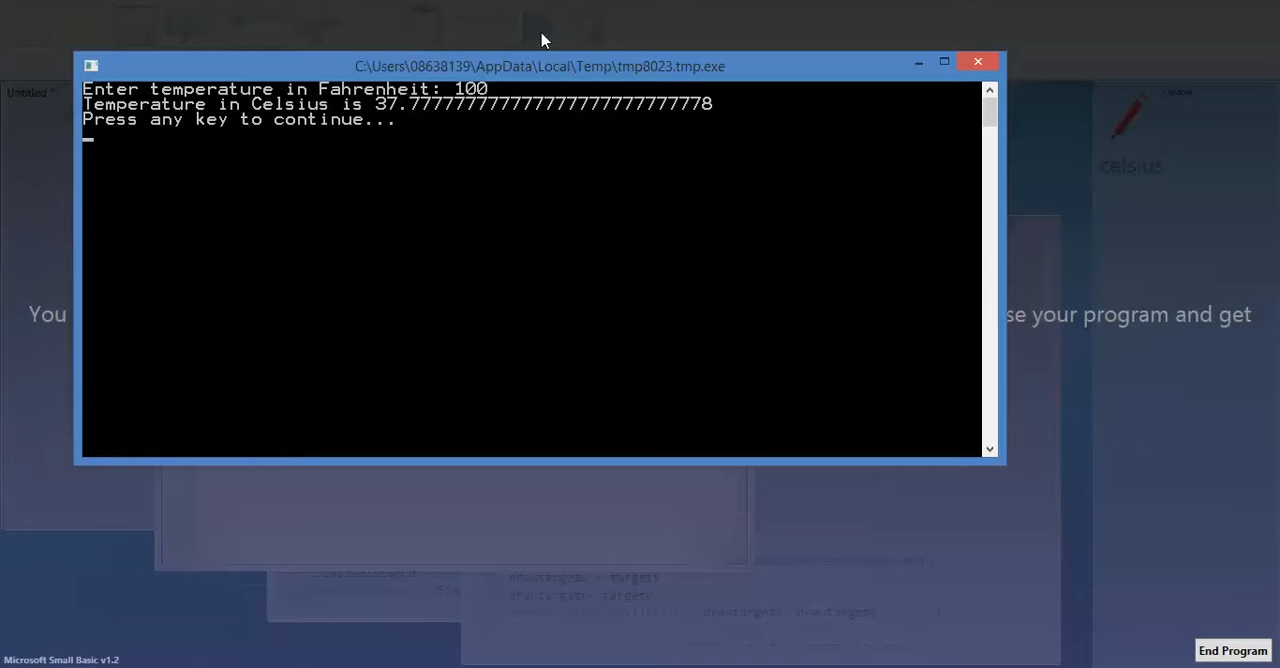 C:\Users\08638139\AppData\Local\Temp\tmp8023.tmp.exe
Enter temperature in Fahrenheit: 100
Temperature in Celsius is 37.777777777777777777777777778
Press any key to continue...
Untitled *
celsius
You
se your program and get
targets
targets
Microsoft Small Basic v1.2
End Program